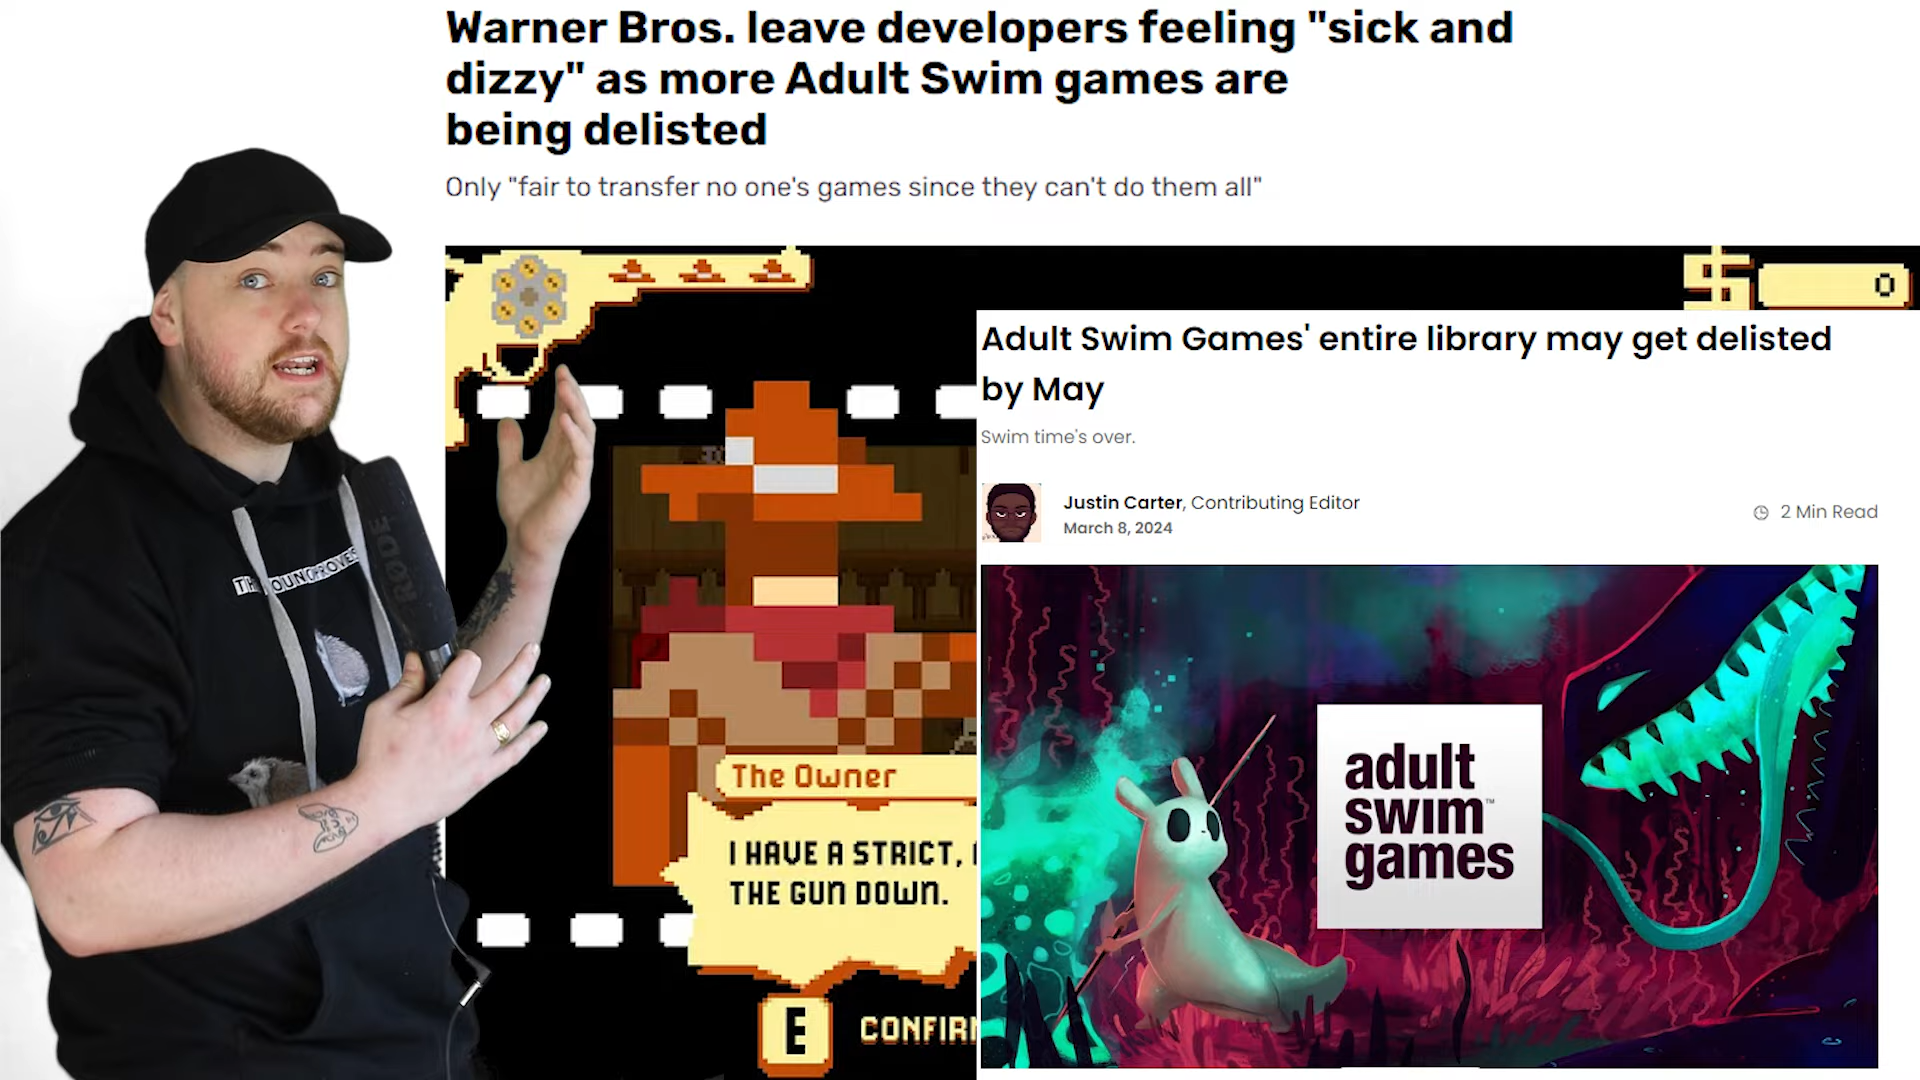 Warner Bros. leave developers feeling "sick and
dizzy" as more Adult Swim games are
being delisted
Only "fair to transfer no one's games since they can't do them all"
0
Adult Swim Games' entire library may get delisted
by May
Swim time's over.
Justin Carter, Contributing Editor
March 8, 2024
2 Min Read
RODE
The Owner
I HAVE A STRICT,
THE GUN DOWN.
E
adult
swim™
games